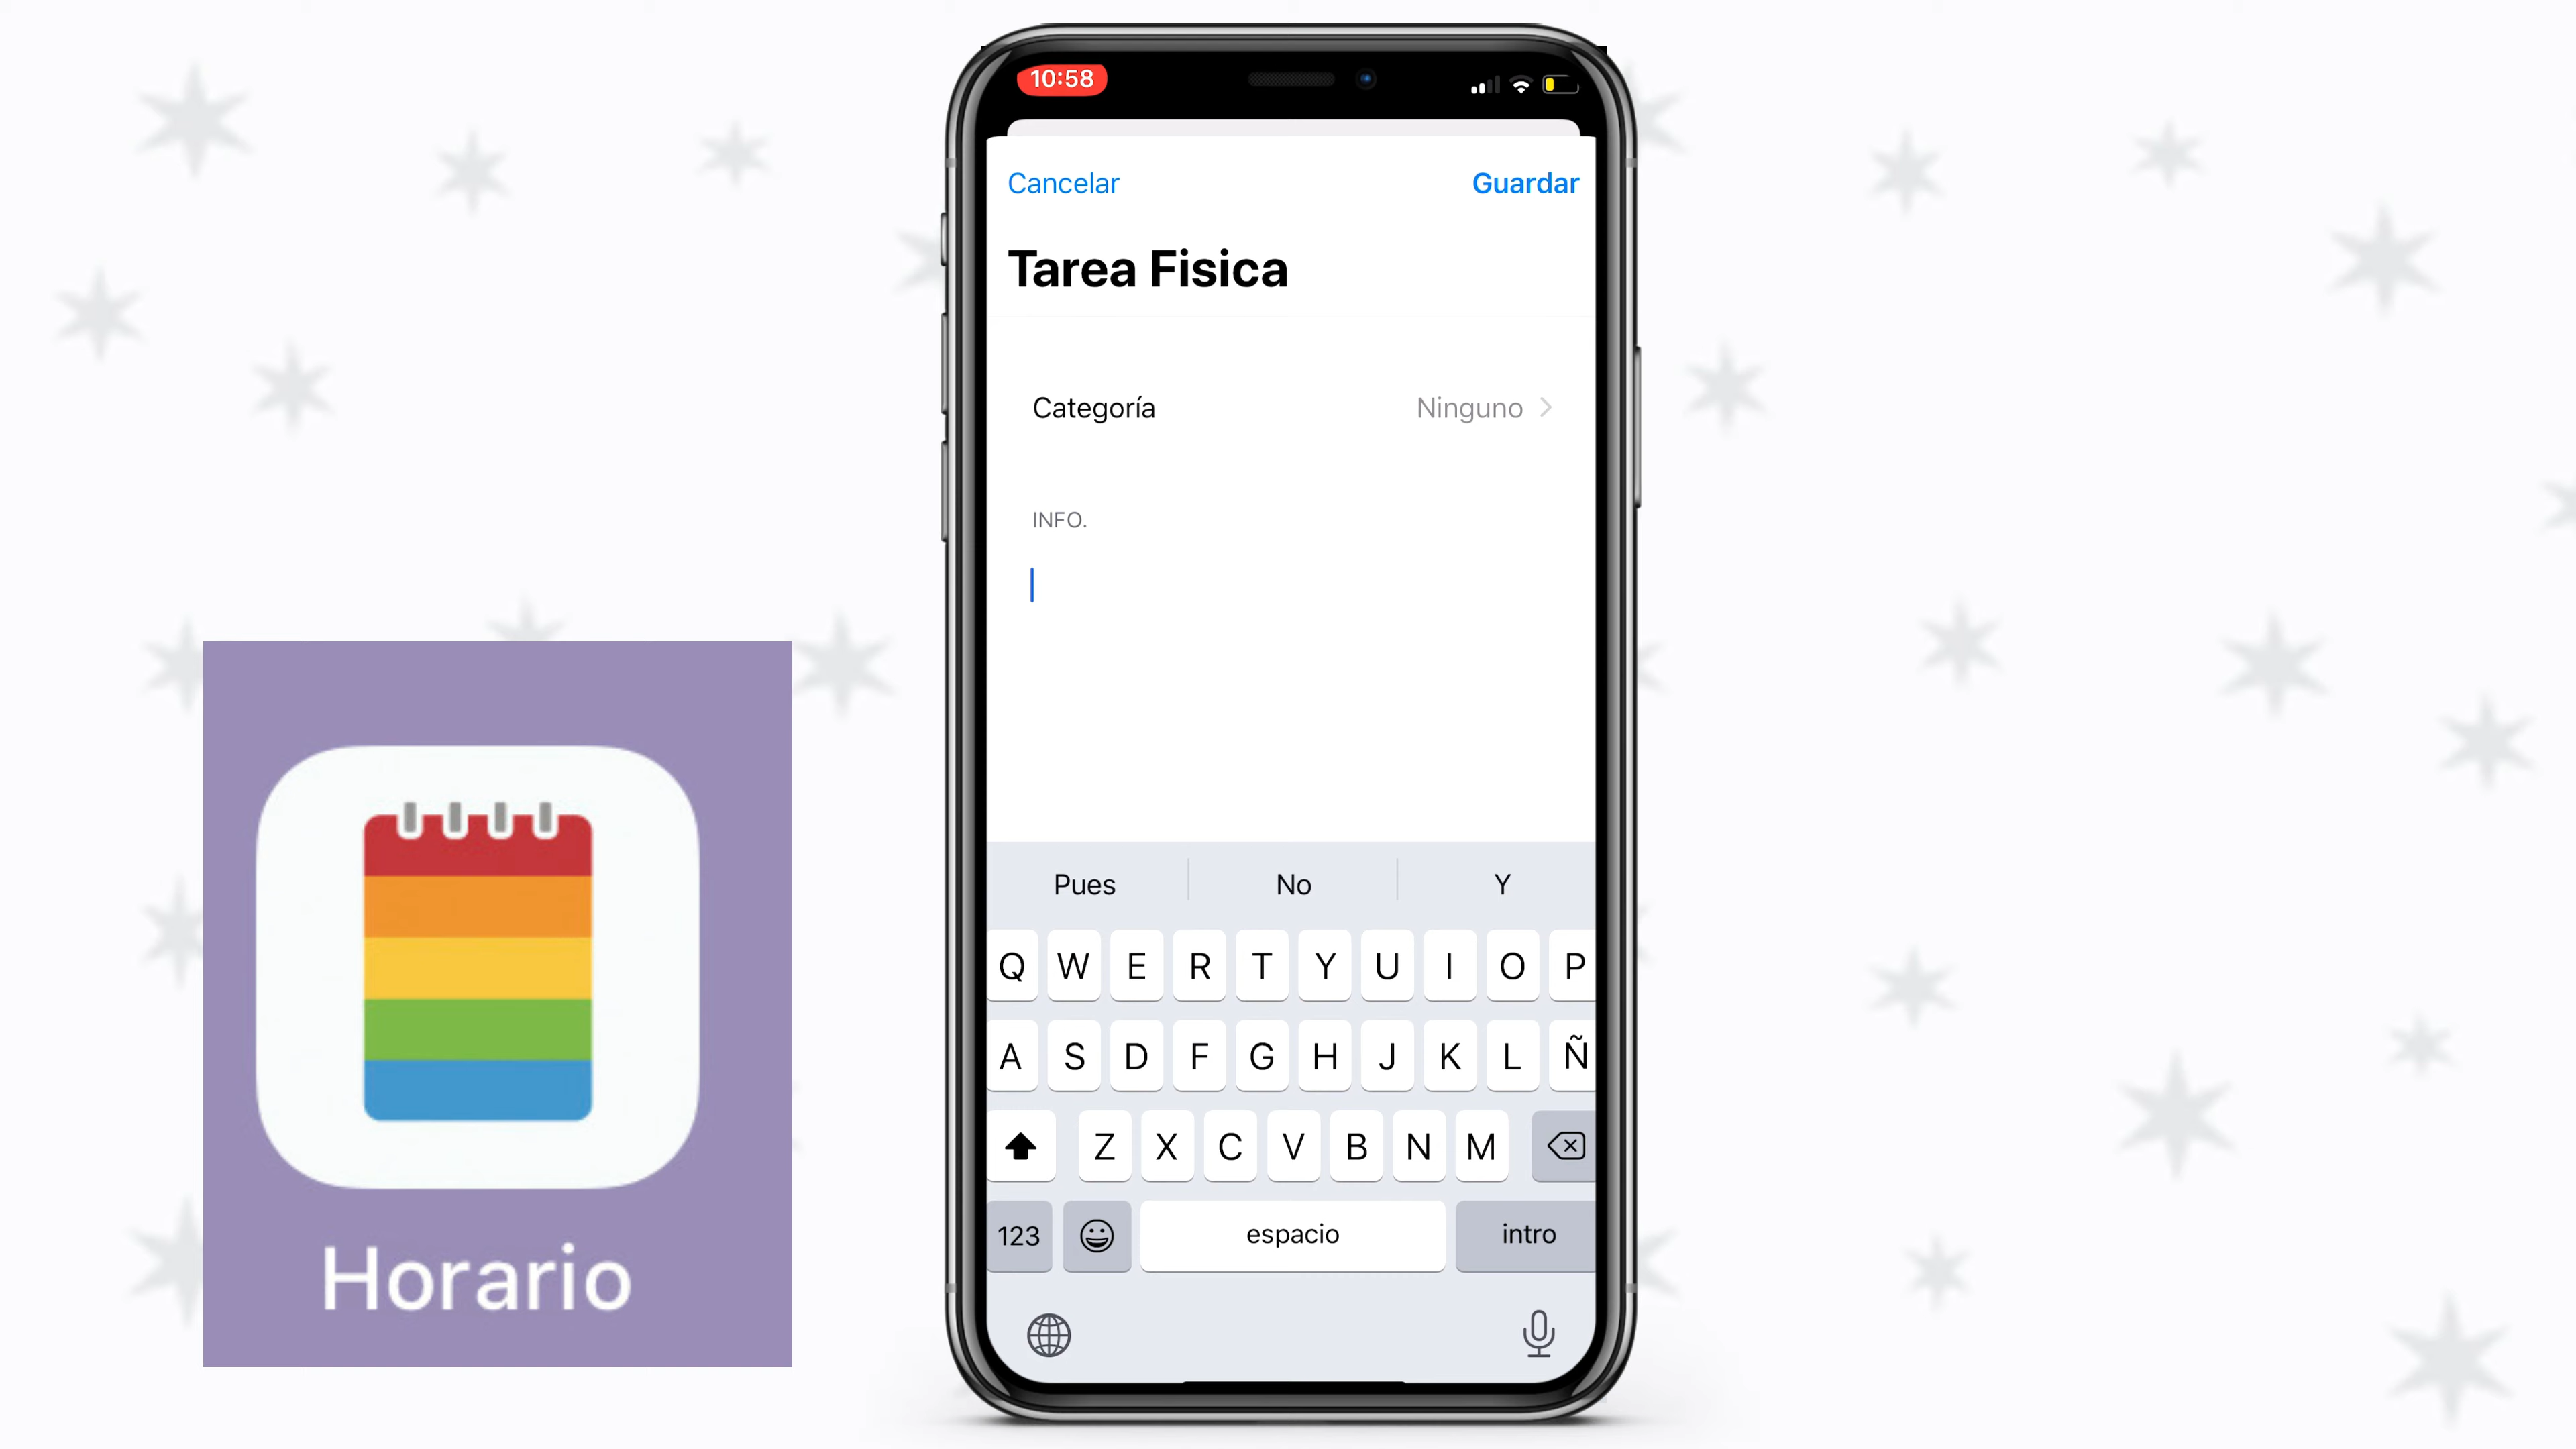 10:58
Cancelar
Guardar
Tarea Fisica
Categoría
Ninguno
INFO.
Pues
No
Y
Q W E R T Y U I O P
A S D F G H J K L Ñ
Z X C V B N M
123
espacio
intro
Horario